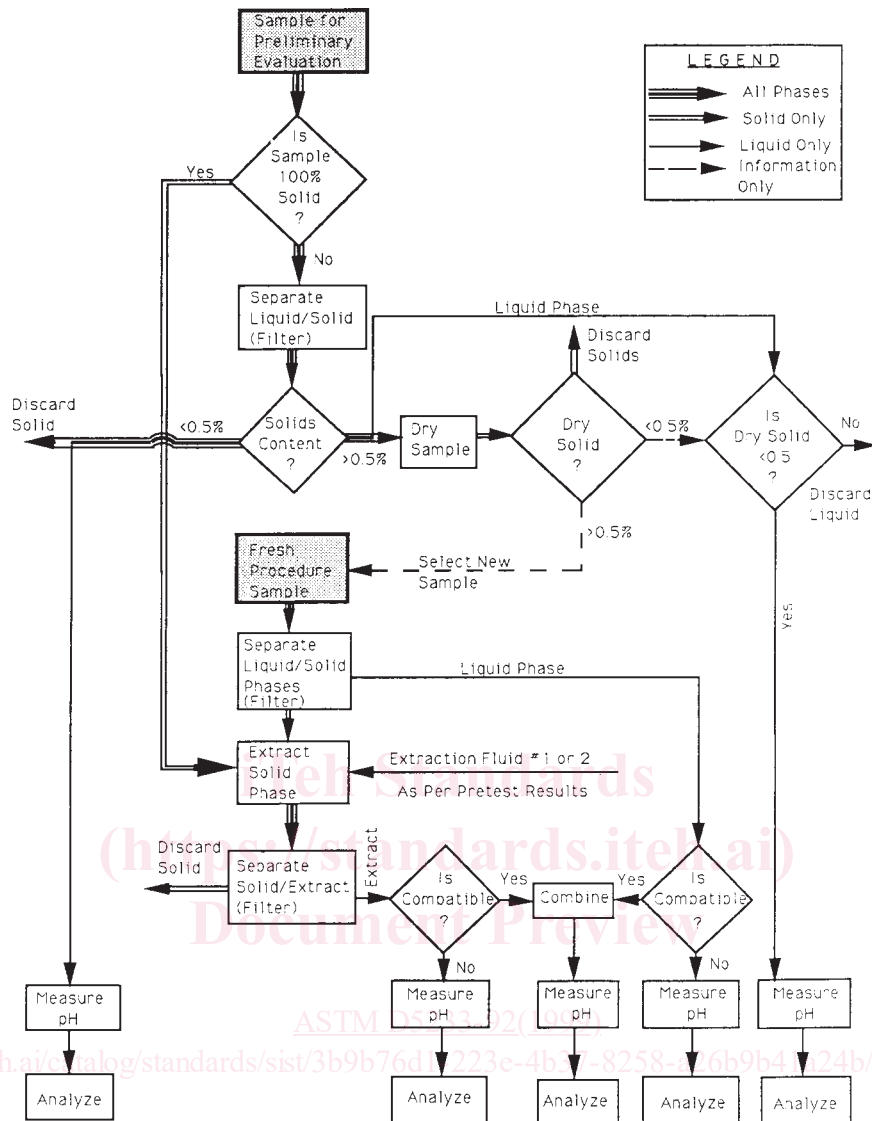 Sample for
Preliminary
Evaluation
LEGEND
All Phases
Solid Only
Liquid Only
Information
Only
Is
Sample
100%
Solid
?
Yes
No
Separate
Liquid/Solid
(Filter)
Liquid Phase
Discard
Solids
Discard
Solid
<0.5%
Solids
Content
?
>0.5%
Dry
Sample
Dry
Solid
?
<0.5%
Is
Dry Solid
<0.5
?
No
Discard
Liquid
>0.5%
Fresh
Procedure
Sample
Select New
Sample
Yes
Separate
Liquid/Solid
Phases
(Filter)
Liquid Phase
Extract
Solid
Phase
Extraction Fluid #1 or 2
As Per Pretest Results
iTeh Standards
(https://standards.iteh.ai)
Document Preview
Discard
Solid
Separate
Solid/Extract
(Filter)
Extract
Is
Compatible
?
Yes
Combine
Yes
Is
Compatible
?
No
No
Measure
pH
Measure
pH
Measure
pH
Measure
pH
Measure
pH
Analyze
Analyze
Analyze
Analyze
Analyze